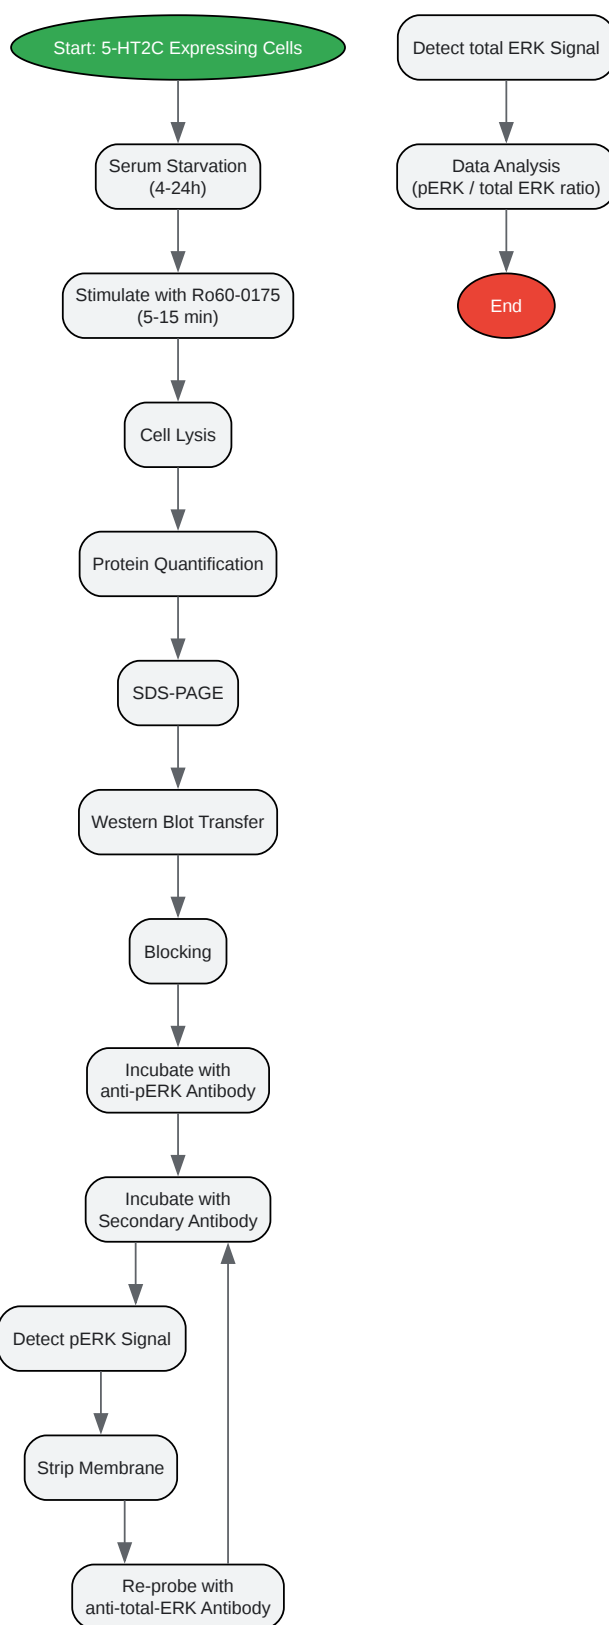 Start: 5-HT2C Expressing Cells
Serum Starvation
(4-24h)
Stimulate with Ro60-0175
(5-15 min)
Cell Lysis
Protein Quantification
SDS-PAGE
Western Blot Transfer
Blocking
Incubate with
anti-pERK Antibody
Incubate with
Secondary Antibody
Detect pERK Signal
Strip Membrane
Re-probe with
anti-total-ERK Antibody
Detect total ERK Signal
Data Analysis
(pERK / total ERK ratio)
End